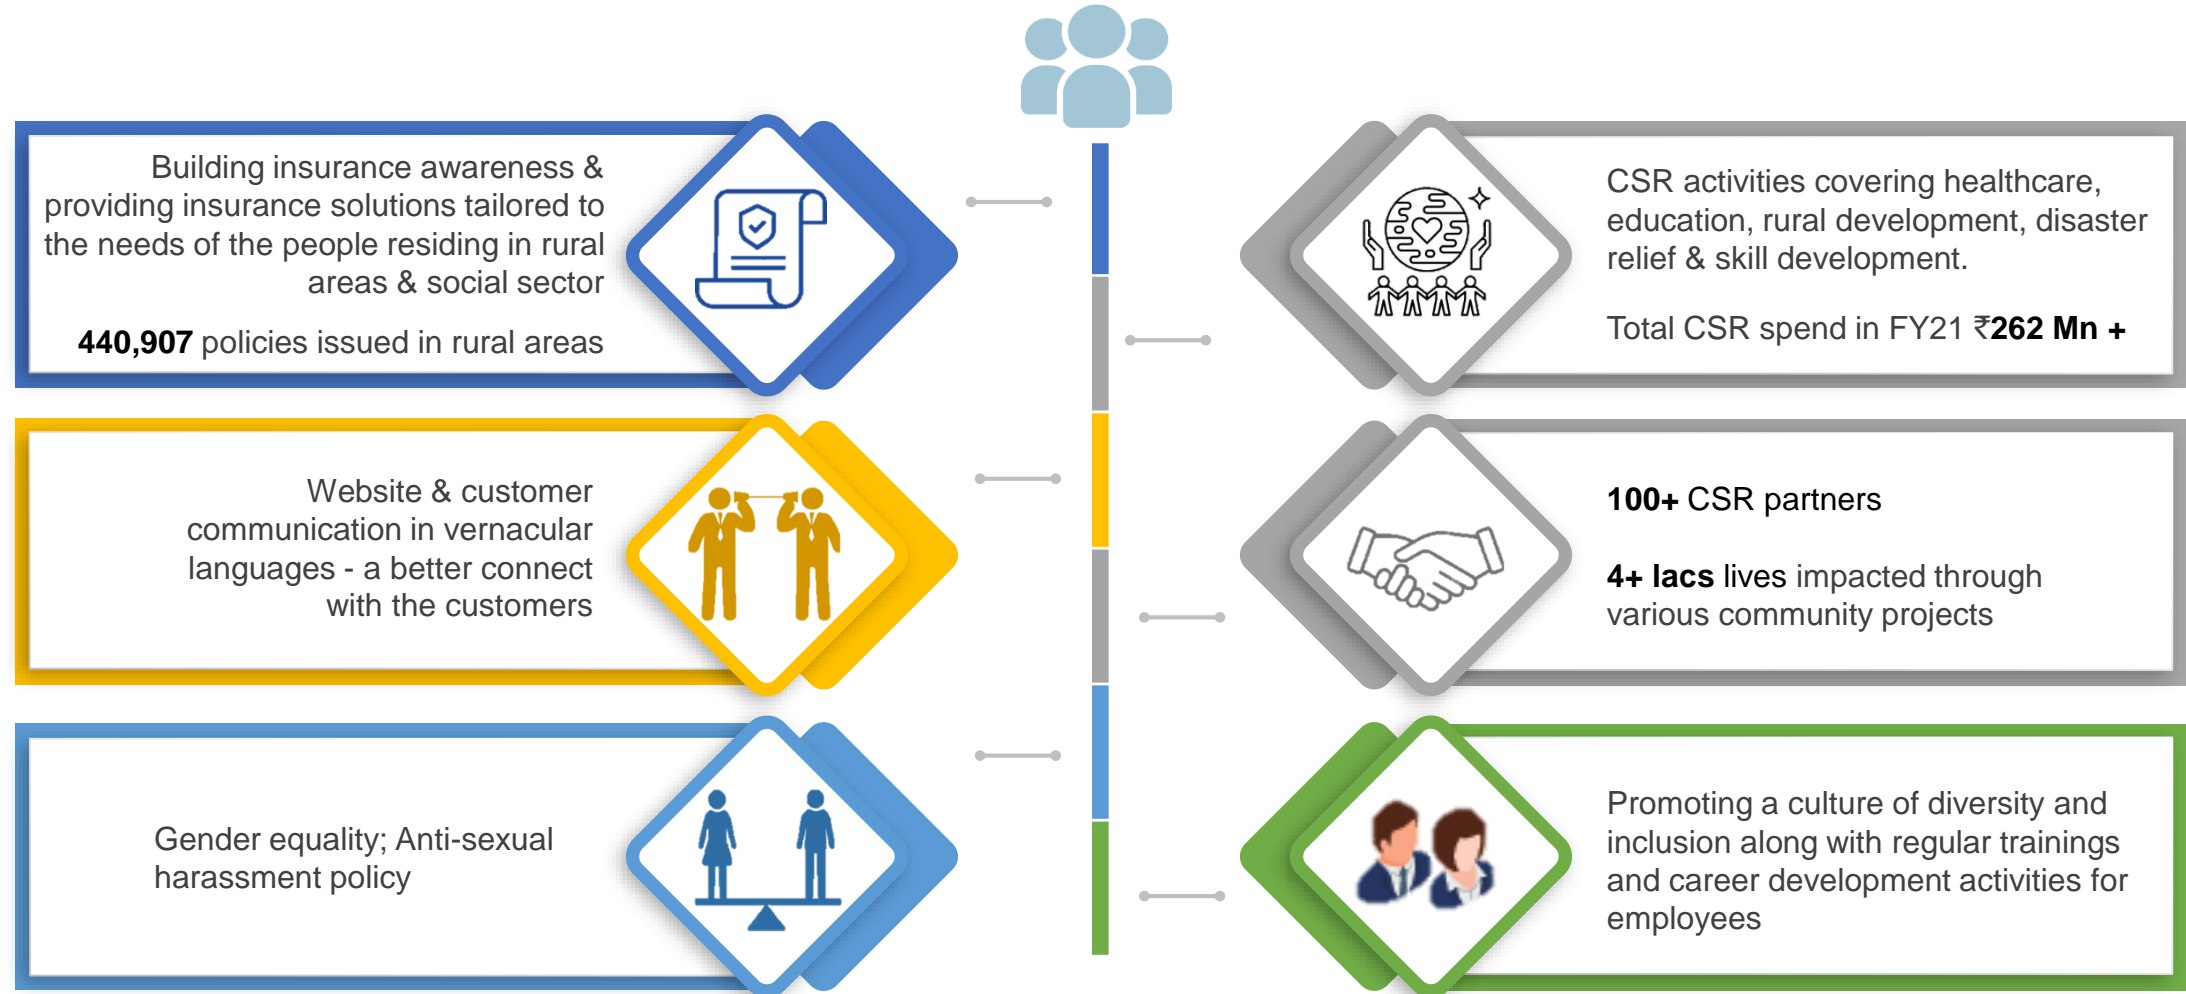 Building insurance awareness &
providing insurance solutions tailored to
the needs of the people residing in rural
areas & social sector
440,907 policies issued in rural areas
CSR activities covering healthcare,
education, rural development, disaster
relief & skill development.
Total CSR spend in FY21 ₹262 Mn +
Website & customer
communication in vernacular
languages - a better connect
with the customers
100+ CSR partners
4+ lacs lives impacted through
various community projects
Gender equality; Anti-sexual
harassment policy
Promoting a culture of diversity and
inclusion along with regular trainings
and career development activities for
employees